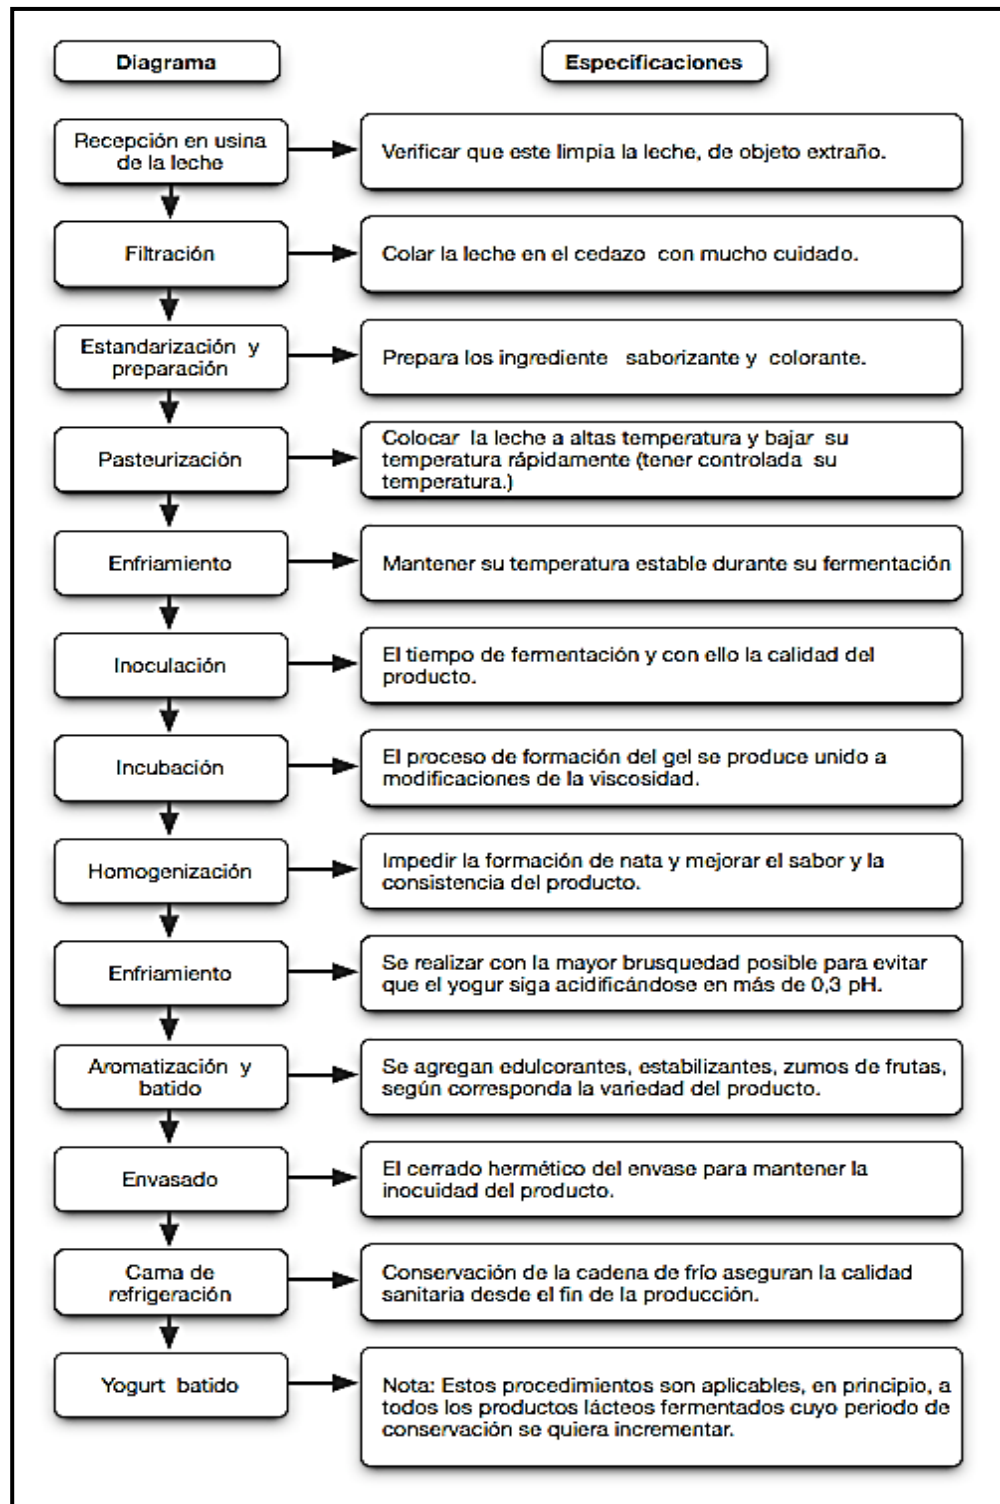 Diagrama
Especificaciones
Recepción en usina
de la leche
Verificar que este limpia la leche, de objeto extraño.
Filtración
Colar la leche en el cedazo con mucho cuidado.
Estandarización y
preparación
Prepara los ingrediente saborizante y colorante.
Pasteurización
Colocar la leche a altas temperatura y bajar su
temperatura rápidamente (tener controlada su
temperatura.)
Enfriamiento
Mantener su temperatura estable durante su fermentación
Inoculación
El tiempo de fermentación y con ello la calidad del
producto.
Incubación
El proceso de formación del gel se produce unido a
modificaciones de la viscosidad.
Homogenización
Impedir la formación de nata y mejorar el sabor y la
consistencia del producto.
Enfriamiento
Se realizar con la mayor brusquedad posible para evitar
que el yogur siga acidificándose en más de 0,3 pH.
Aromatización y
batido
Se agregan edulcorantes, estabilizantes, zumos de frutas,
según corresponda la variedad del producto.
Envasado
El cerrado hermético del envase para mantener la
inocuidad del producto.
Cama de
refrigeración
Conservación de la cadena de frío aseguran la calidad
sanitaria desde el fin de la producción.
Yogurt batido
Nota: Estos procedimientos son aplicables, en principio, a
todos los productos lácteos fermentados cuyo periodo de
conservación se quiera incrementar.